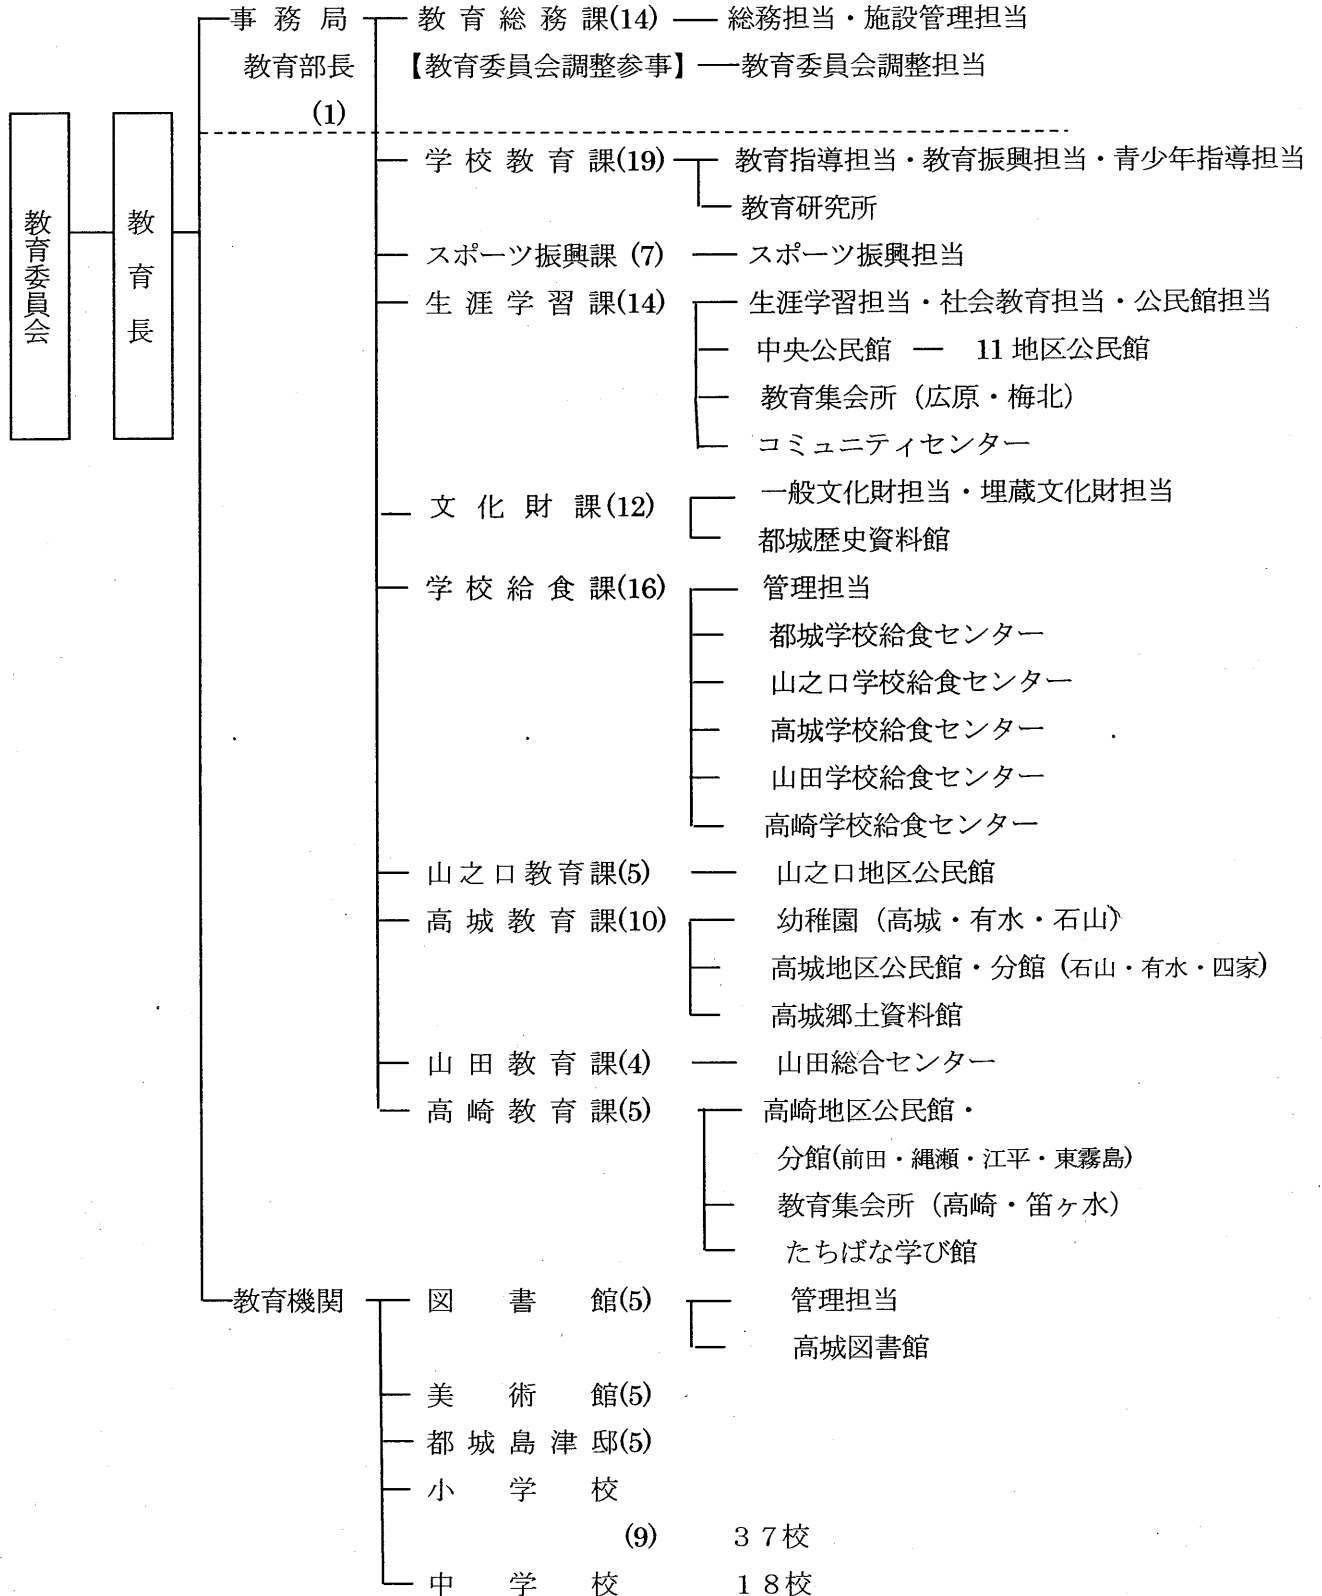 事務局 教育総務課(14) 総務担当・施設管理担当
教育部長 【教育委員会調整参事】 教育委員会調整担当
(1)
教育委員会
教育長
学校教育課(19) 教育指導担当・教育振興担当・青少年指導担当
教育研究所
スポーツ振興課 (7) スポーツ振興担当
生涯学習課(14) 生涯学習担当・社会教育担当・公民館担当
中央公民館 ― 11地区公民館
教育集会所（広原・梅北）
コミュニティセンター
文化財課(12) 一般文化財担当・埋蔵文化財担当
都城歴史資料館
学校給食課(16) 管理担当
都城学校給食センター
山之口学校給食センター
高城学校給食センター
山田学校給食センター
高崎学校給食センター
山之口教育課(5) 山之口地区公民館
高城教育課(10) 幼稚園（高城・有水・石山）
高城地区公民館・分館（石山・有水・四家）
高城郷土資料館
山田教育課(4) 山田総合センター
高崎教育課(5) 高崎地区公民館・
分館(前田・縄瀬・江平・東霧島)
教育集会所（高崎・笛ヶ水）
たちばな学び館
教育機関 図書館(5) 管理担当
高城図書館
美術館(5)
都城島津邸(5)
小学校
(9) 37校
中学校 18校